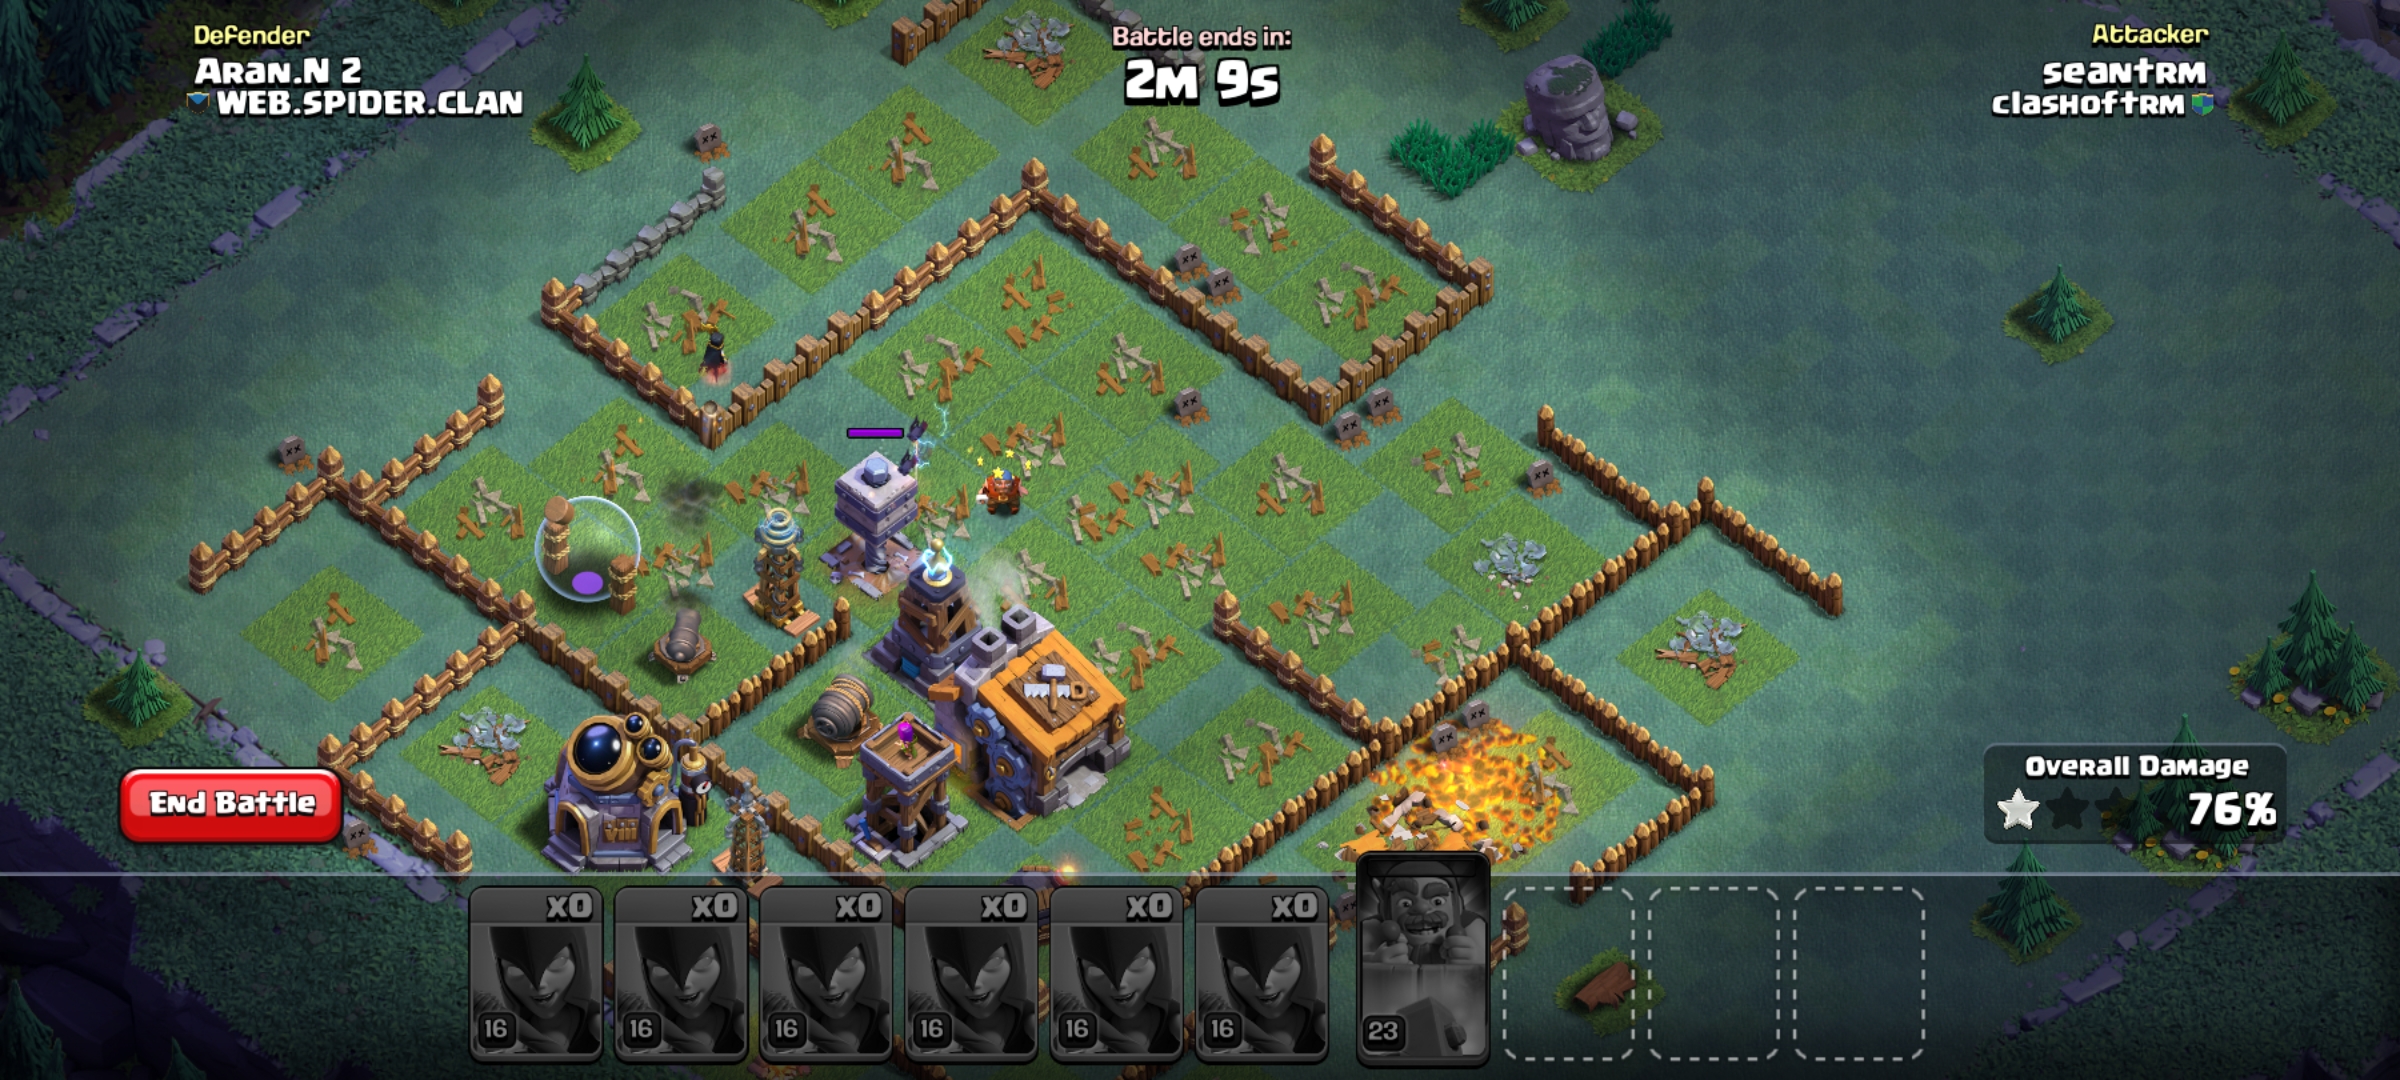 Defender
Aran.N 2
WEB.SPIDER.CLAN
Battle ends in:
2M 9s
Attacker
seantRM
clashoftRM
End Battle
Overall Damage
76%
x0
x0
x0
x0
x0
x0
16
16
16
16
16
16
23